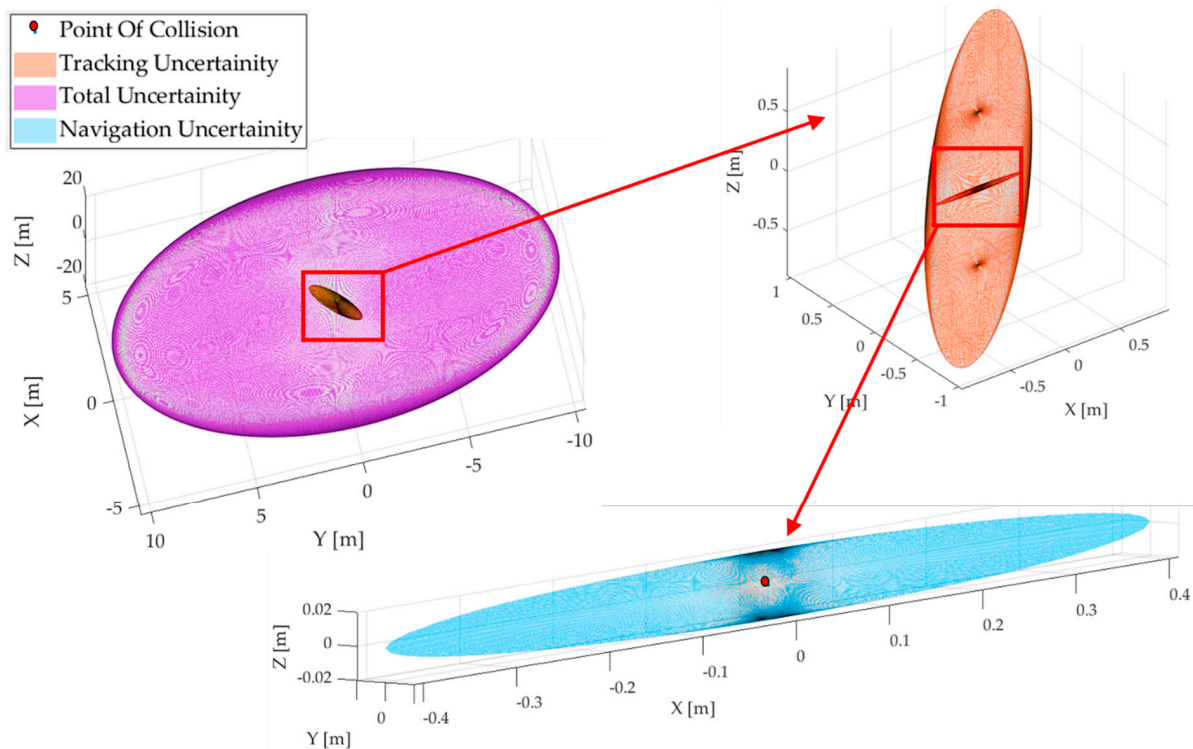 Point Of Collision
Tracking Uncertainity
Total Uncertainity
Navigation Uncertainity
20
0
-20
Z [m]
5
0
-5
X [m]
10
5
0
-5
-10
Y [m]
0.5
0
-0.5
Z [m]
1
0.5
0
-0.5
-1
Y [m]
-0.5
0
0.5
X [m]
0.02
0
-0.02
Z [m]
0
Y [m]
-0.4
-0.3
-0.2
-0.1
0
0.1
0.2
0.3
0.4
X [m]